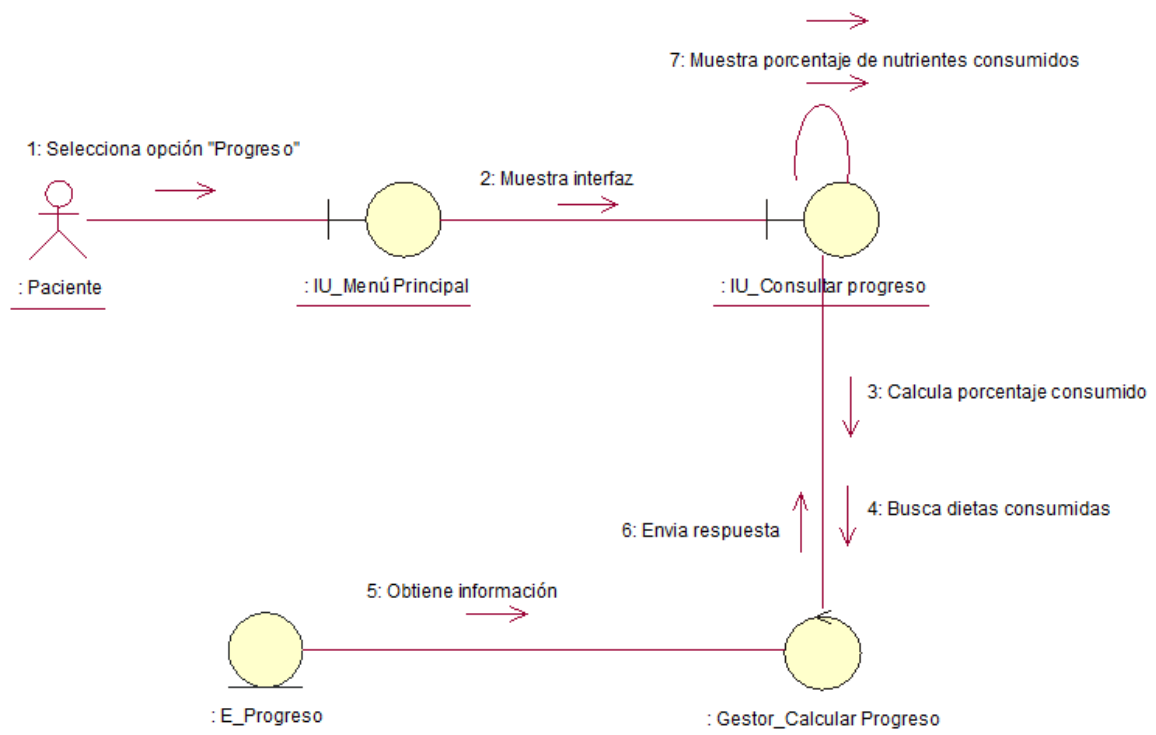 7: Muestra porcentaje de nutrientes consumidos
1: Selecciona opción "Progreso"
2: Muestra interfaz
: Paciente
: IU_Menú Principal
: IU_Consultar progreso
3: Calcula porcentaje consumido
4: Busca dietas consumidas
6: Envia respuesta
5: Obtiene información
: E_Progreso
: Gestor_Calcular Progreso